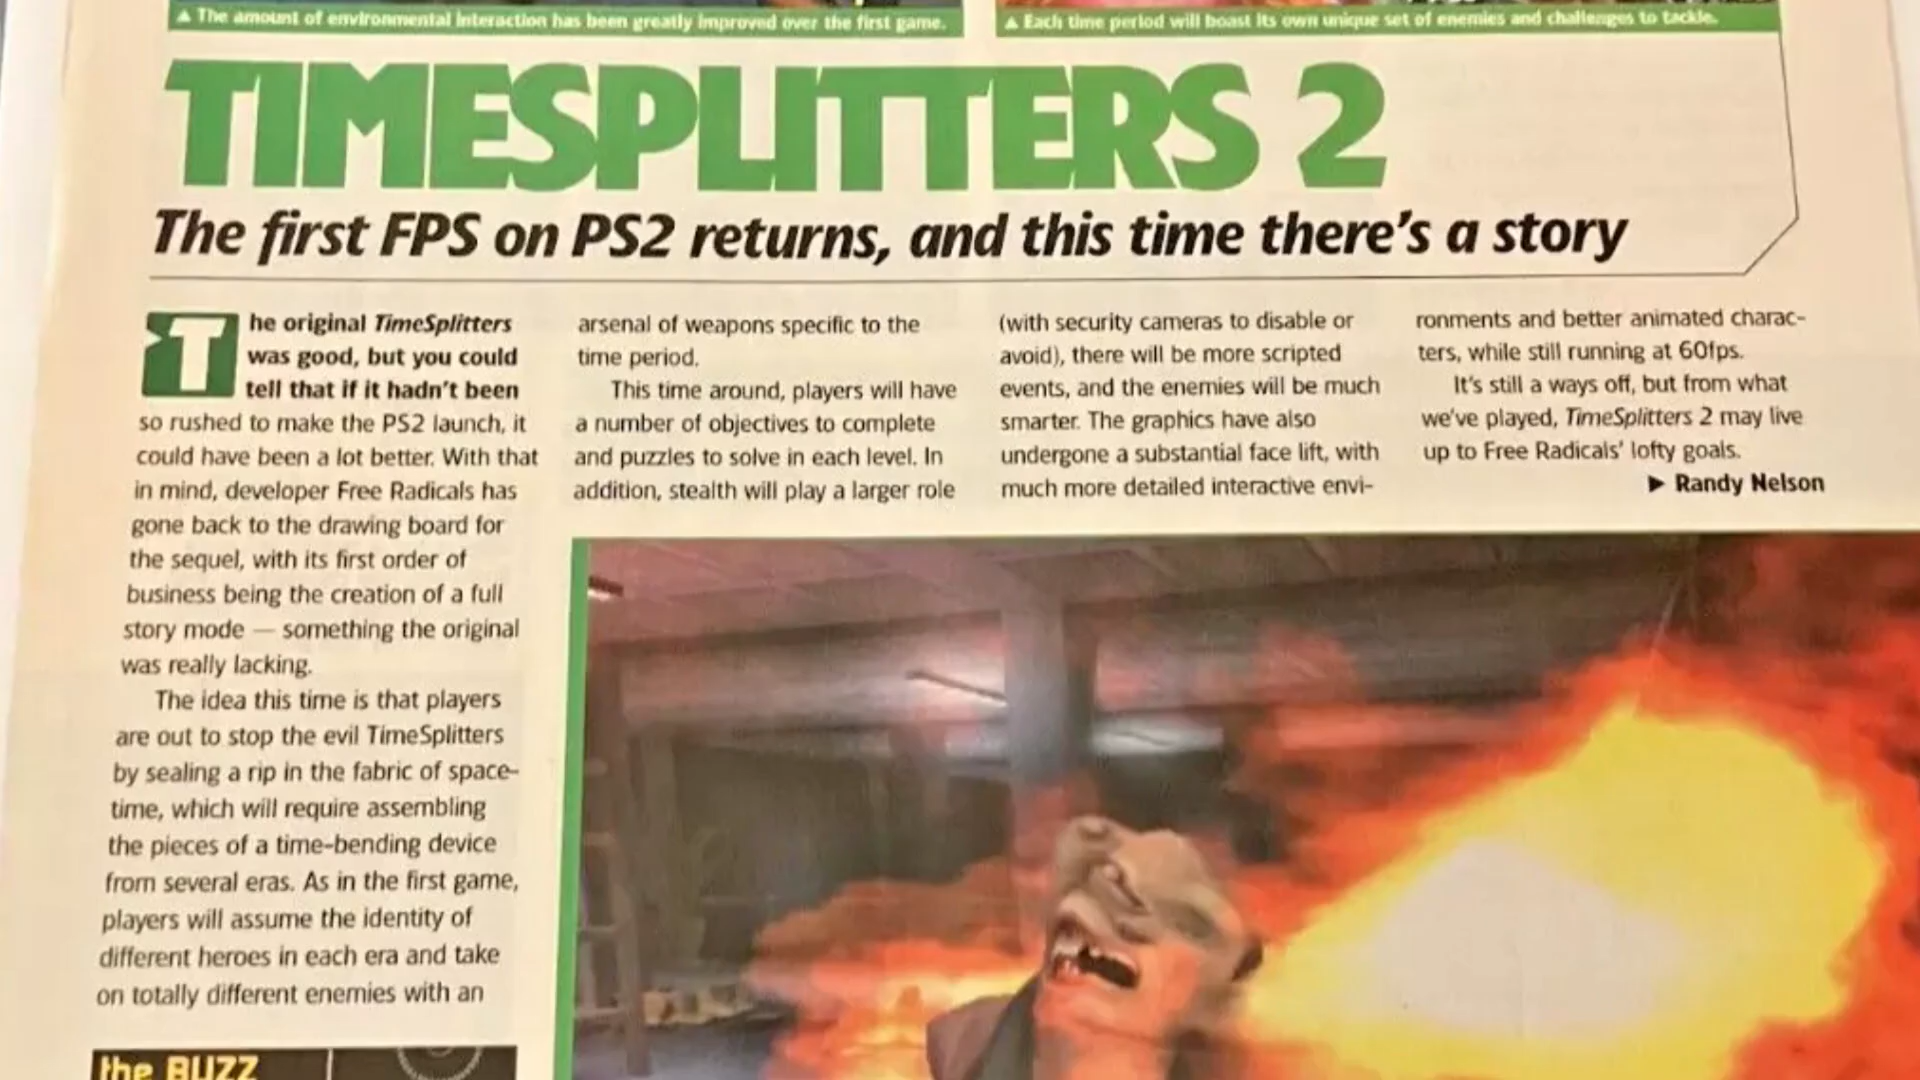 ▲ The amount of environmental interaction has been greatly improved over the first game.
▲ Each time period will boast its own unique set of enemies and challenges to tackle.
TIMESPLITTERS 2
The first FPS on PS2 returns, and this time there's a story
The original TimeSplitters
was good, but you could
tell that if it hadn't been
so rushed to make the PS2 launch, it
could have been a lot better. With that
in mind, developer Free Radicals has
gone back to the drawing board for
the sequel, with its first order of
business being the creation of a full
story mode — something the original
was really lacking.
The idea this time is that players
are out to stop the evil TimeSplitters
by sealing a rip in the fabric of space-
time, which will require assembling
the pieces of a time-bending device
from several eras. As in the first game,
players will assume the identity of
different heroes in each era and take
on totally different enemies with an
arsenal of weapons specific to the
time period.
This time around, players will have
a number of objectives to complete
and puzzles to solve in each level. In
addition, stealth will play a larger role
(with security cameras to disable or
avoid), there will be more scripted
events, and the enemies will be much
smarter. The graphics have also
undergone a substantial face lift, with
much more detailed interactive envi-
ronments and better animated charac-
ters, while still running at 60fps.
It's still a ways off, but from what
we've played, TimeSplitters 2 may live
up to Free Radicals' lofty goals.
▶ Randy Nelson
the BUZZ